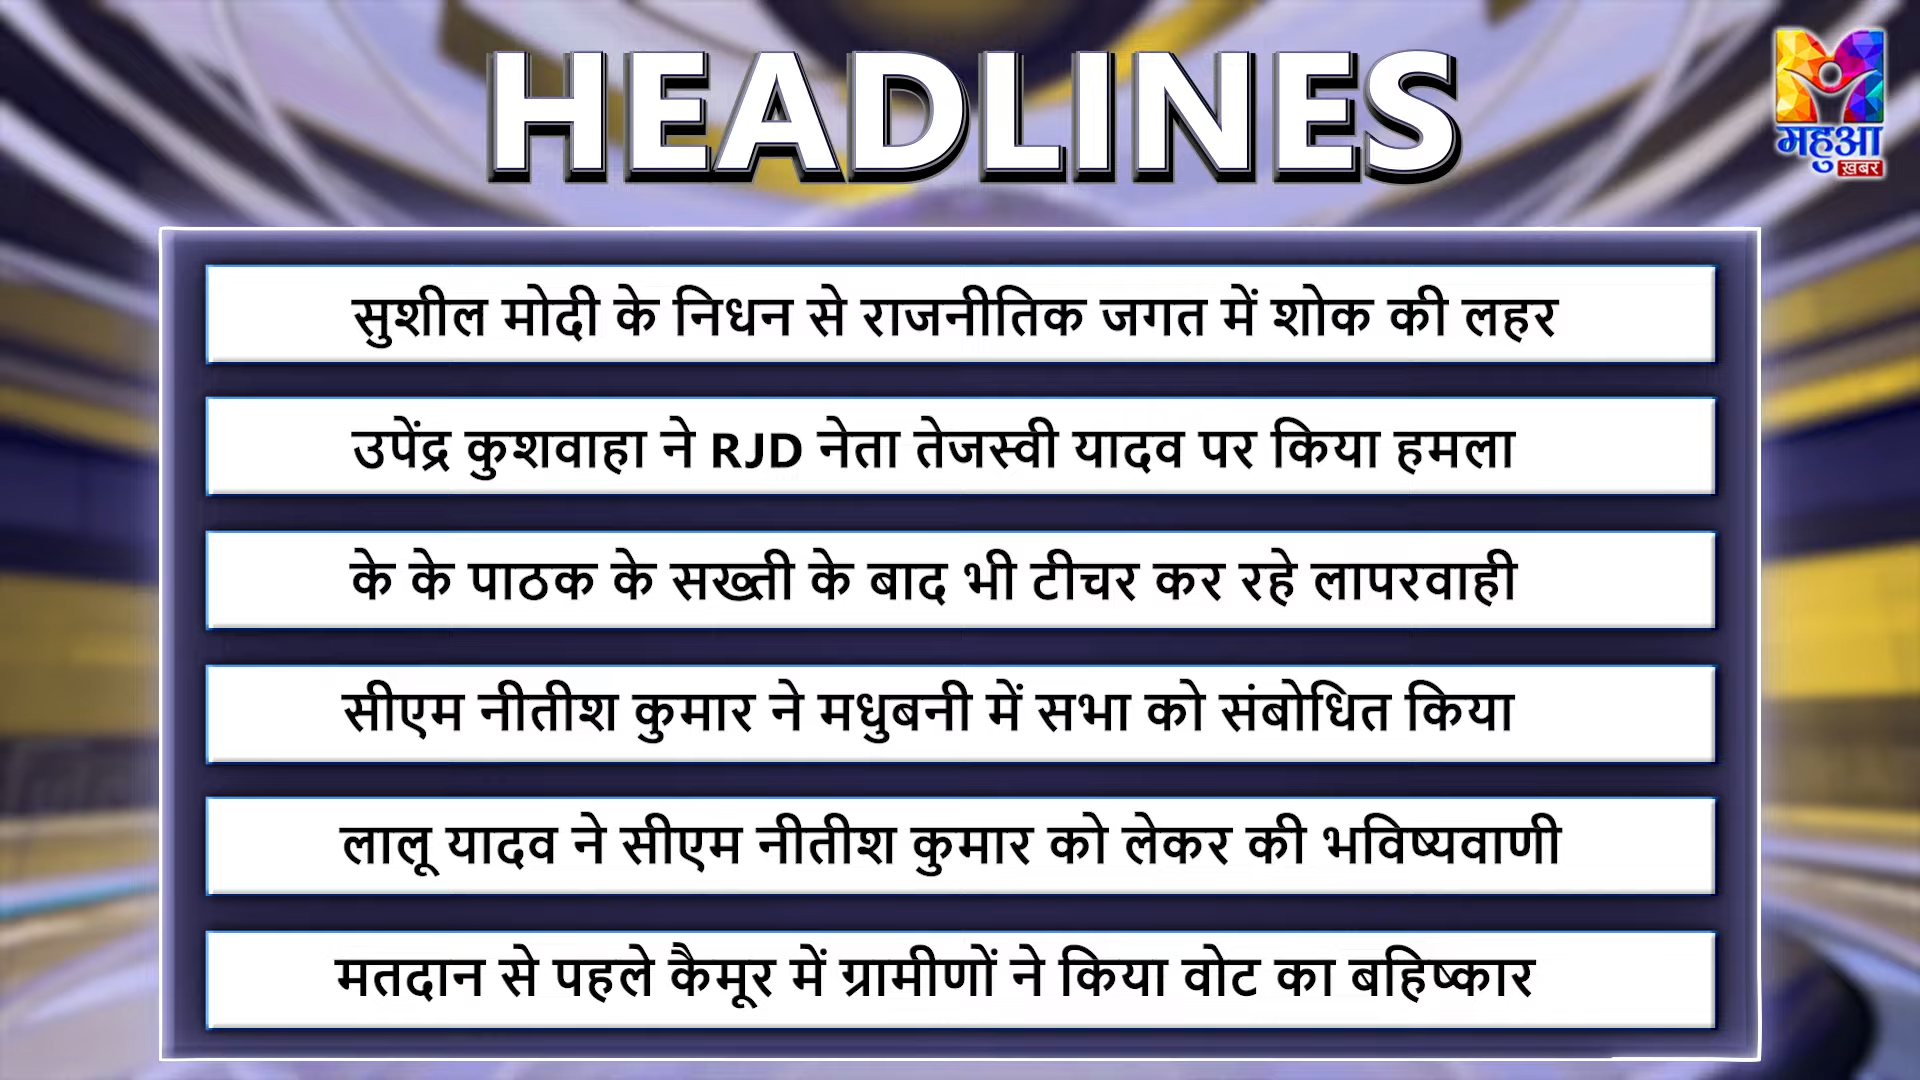 HEADLINES
महुआ
ख़बर
सुशील मोदी के निधन से राजनीतिक जगत में शोक की लहर
उपेंद्र कुशवाहा ने RJD नेता तेजस्वी यादव पर किया हमला
के के पाठक के सख्ती के बाद भी टीचर कर रहे लापरवाही
सीएम नीतीश कुमार ने मधुबनी में सभा को संबोधित किया
लालू यादव ने सीएम नीतीश कुमार को लेकर की भविष्यवाणी
मतदान से पहले कैमूर में ग्रामीणों ने किया वोट का बहिष्कार